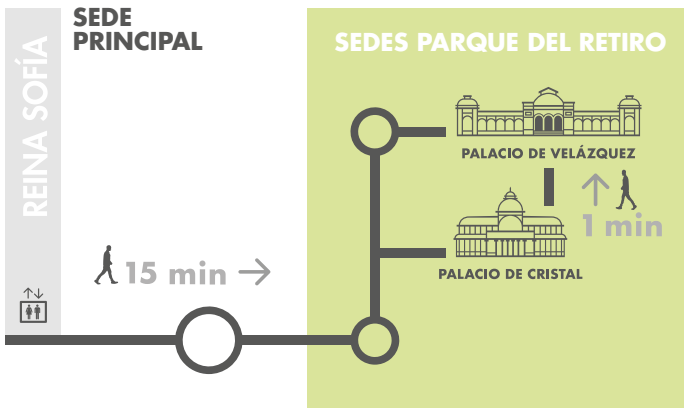 REINA SOFÍA
SEDE
PRINCIPAL
15 min
SEDES PARQUE DEL RETIRO
PALACIO DE VELÁZQUEZ
1 min
PALACIO DE CRISTAL